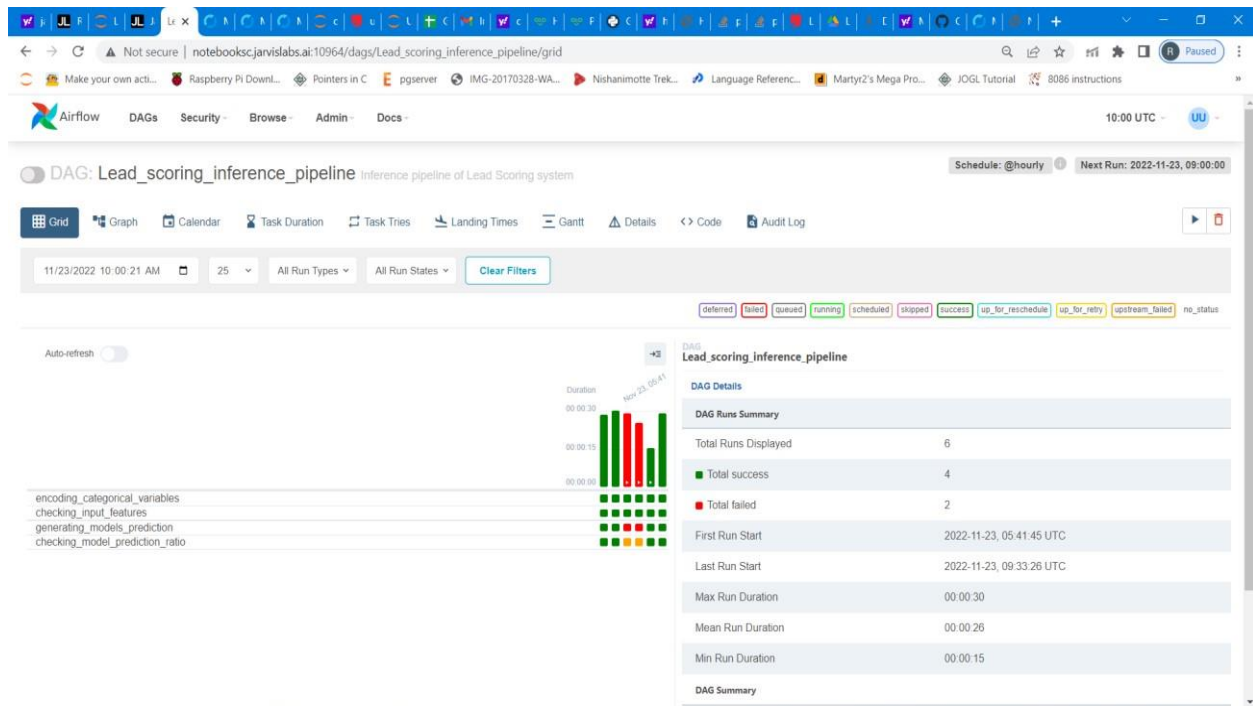 Not secure | notebooksc.jarvislabs.ai:10964/dags/Lead_scoring_inference_pipeline/grid
Paused
Make your own acti... Raspberry Pi Downl... Pointers in C pgserver IMG-20170328-WA... Nishanimotte Trek... Language Referenc... Martyr2's Mega Pro... JOGL Tutorial 8086 instructions »
Airflow DAGs Security Browse Admin Docs 10:00 UTC UU
DAG: Lead_scoring_inference_pipeline Inference pipeline of Lead Scoring system
Schedule: @hourly Next Run: 2022-11-23, 09:00:00
Grid Graph Calendar Task Duration Task Tries Landing Times Gantt Details <> Code Audit Log
11/23/2022 10:00:21 AM 25 All Run Types All Run States Clear Filters
deferred failed queued running scheduled skipped success up_for_reschedule up_for_retry upstream_failed no_status
Auto-refresh
Duration
Nov 23, 05:41
00:00:30
00:00:15
00:00:00
encoding_categorical_variables
checking_input_features
generating_models_prediction
checking_model_prediction_ratio
DAG
Lead_scoring_inference_pipeline
DAG Details
DAG Runs Summary
Total Runs Displayed 6
Total success 4
Total failed 2
First Run Start 2022-11-23, 05:41:45 UTC
Last Run Start 2022-11-23, 09:33:26 UTC
Max Run Duration 00:00:30
Mean Run Duration 00:00:26
Min Run Duration 00:00:15
DAG Summary